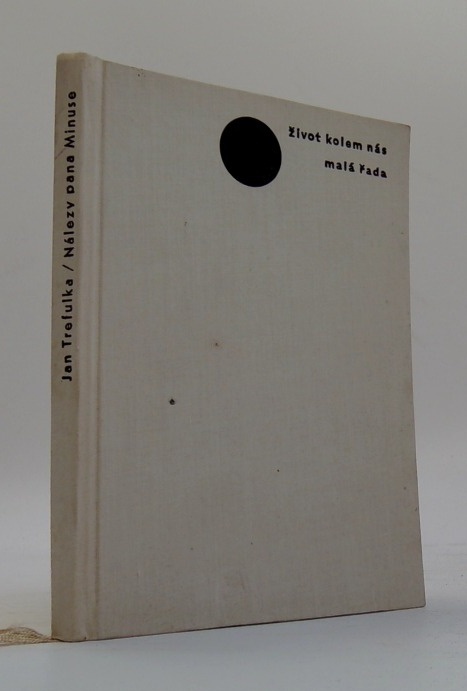 Jan Trefulka / Nálezy pana Minuse
život kolem nás
malá řada